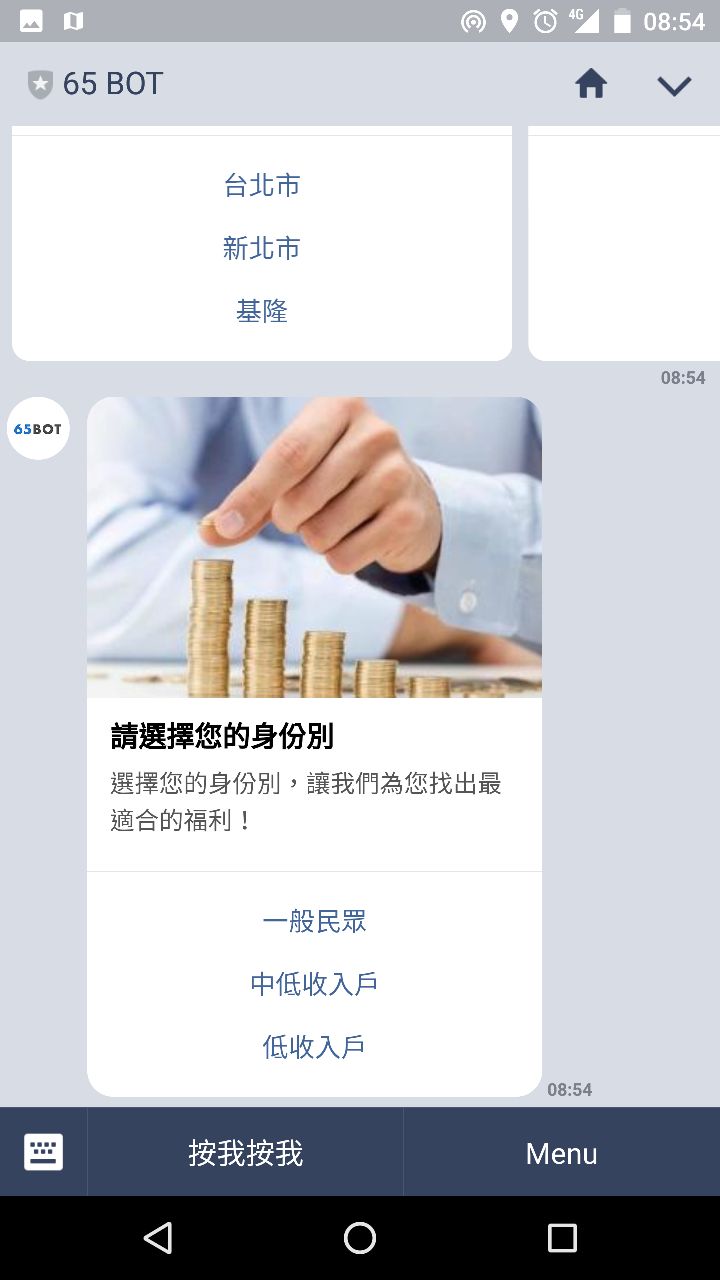 4G 08:54
65 BOT
台北市
新北市
基隆
08:54
65BOT
請選擇您的身份別
選擇您的身份別，讓我們為您找出最
適合的福利！
一般民眾
中低收入戶
低收入戶
08:54
按我按我 Menu